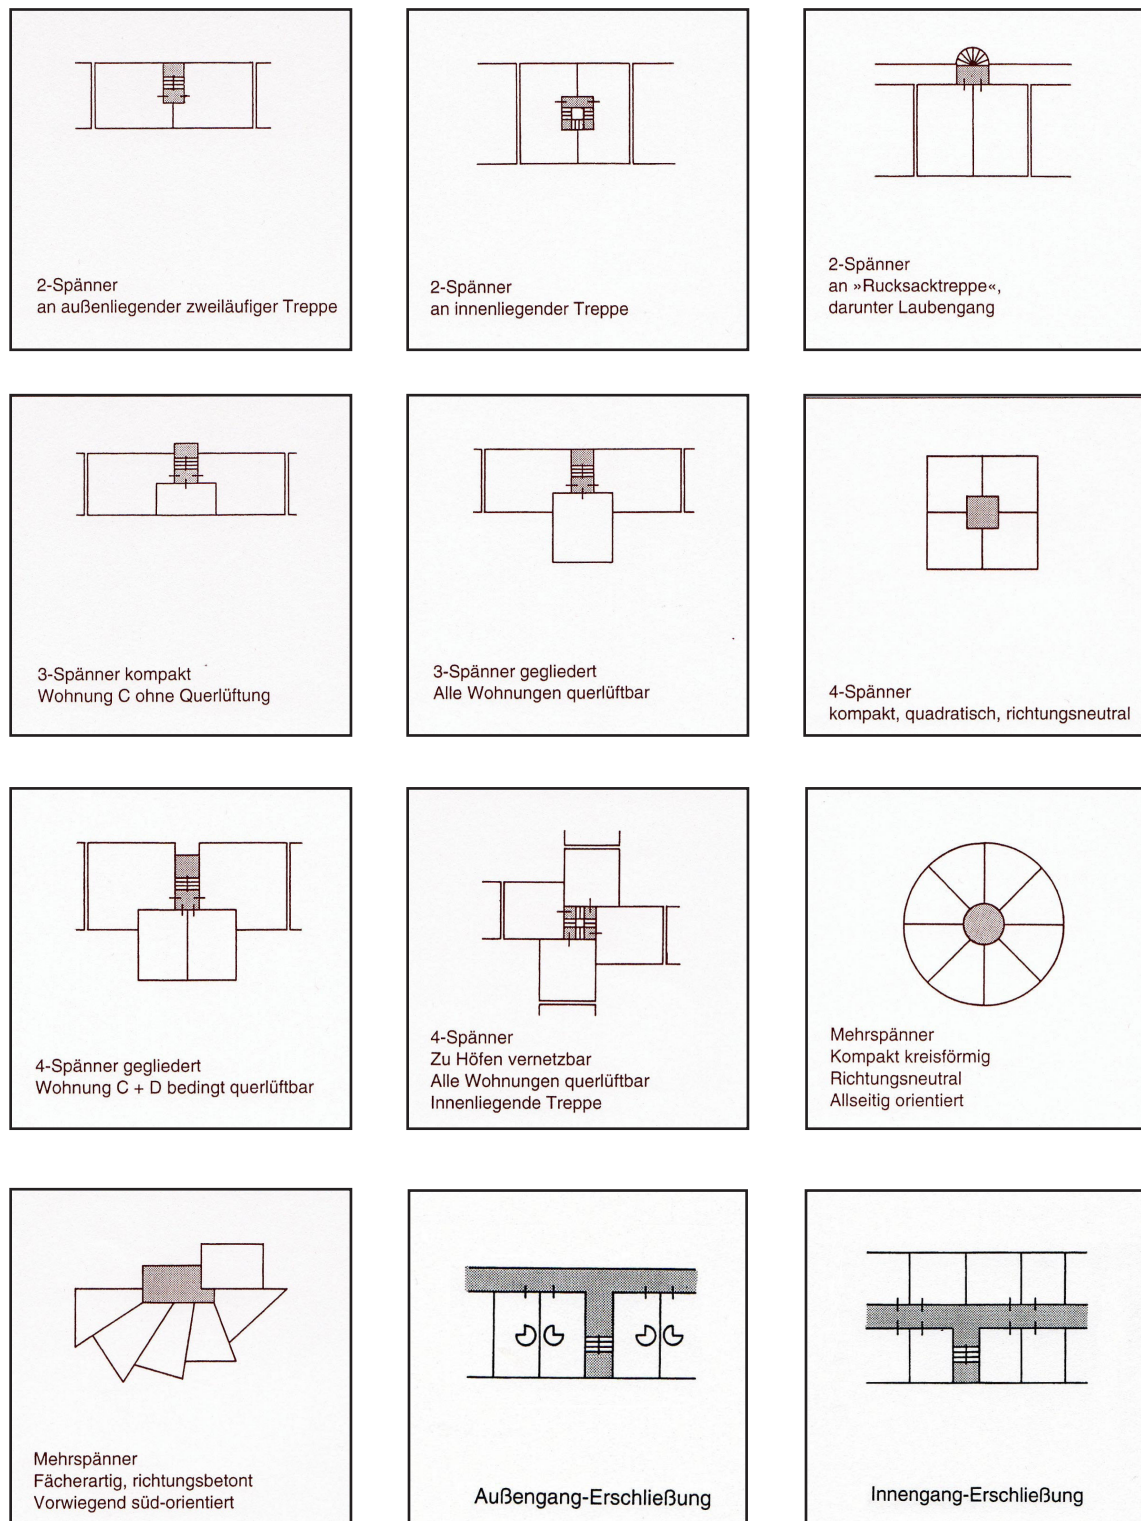 2-Spänner
an außenliegender zweiläufiger Treppe
2-Spänner
an innenliegender Treppe
2-Spänner
an »Rucksacktreppe«,
darunter Laubengang
3-Spänner kompakt
Wohnung C ohne Querlüftung
3-Spänner gegliedert
Alle Wohnungen querlüftbar
4-Spänner
kompakt, quadratisch, richtungsneutral
4-Spänner gegliedert
Wohnung C + D bedingt querlüftbar
4-Spänner
Zu Höfen vernetzbar
Alle Wohnungen querlüftbar
Innenliegende Treppe
Mehrspänner
Kompakt kreisförmig
Richtungsneutral
Allseitig orientiert
Mehrspänner
Fächerartig, richtungsbetont
Vorwiegend süd-orientiert
Außengang-Erschließung
Innengang-Erschließung